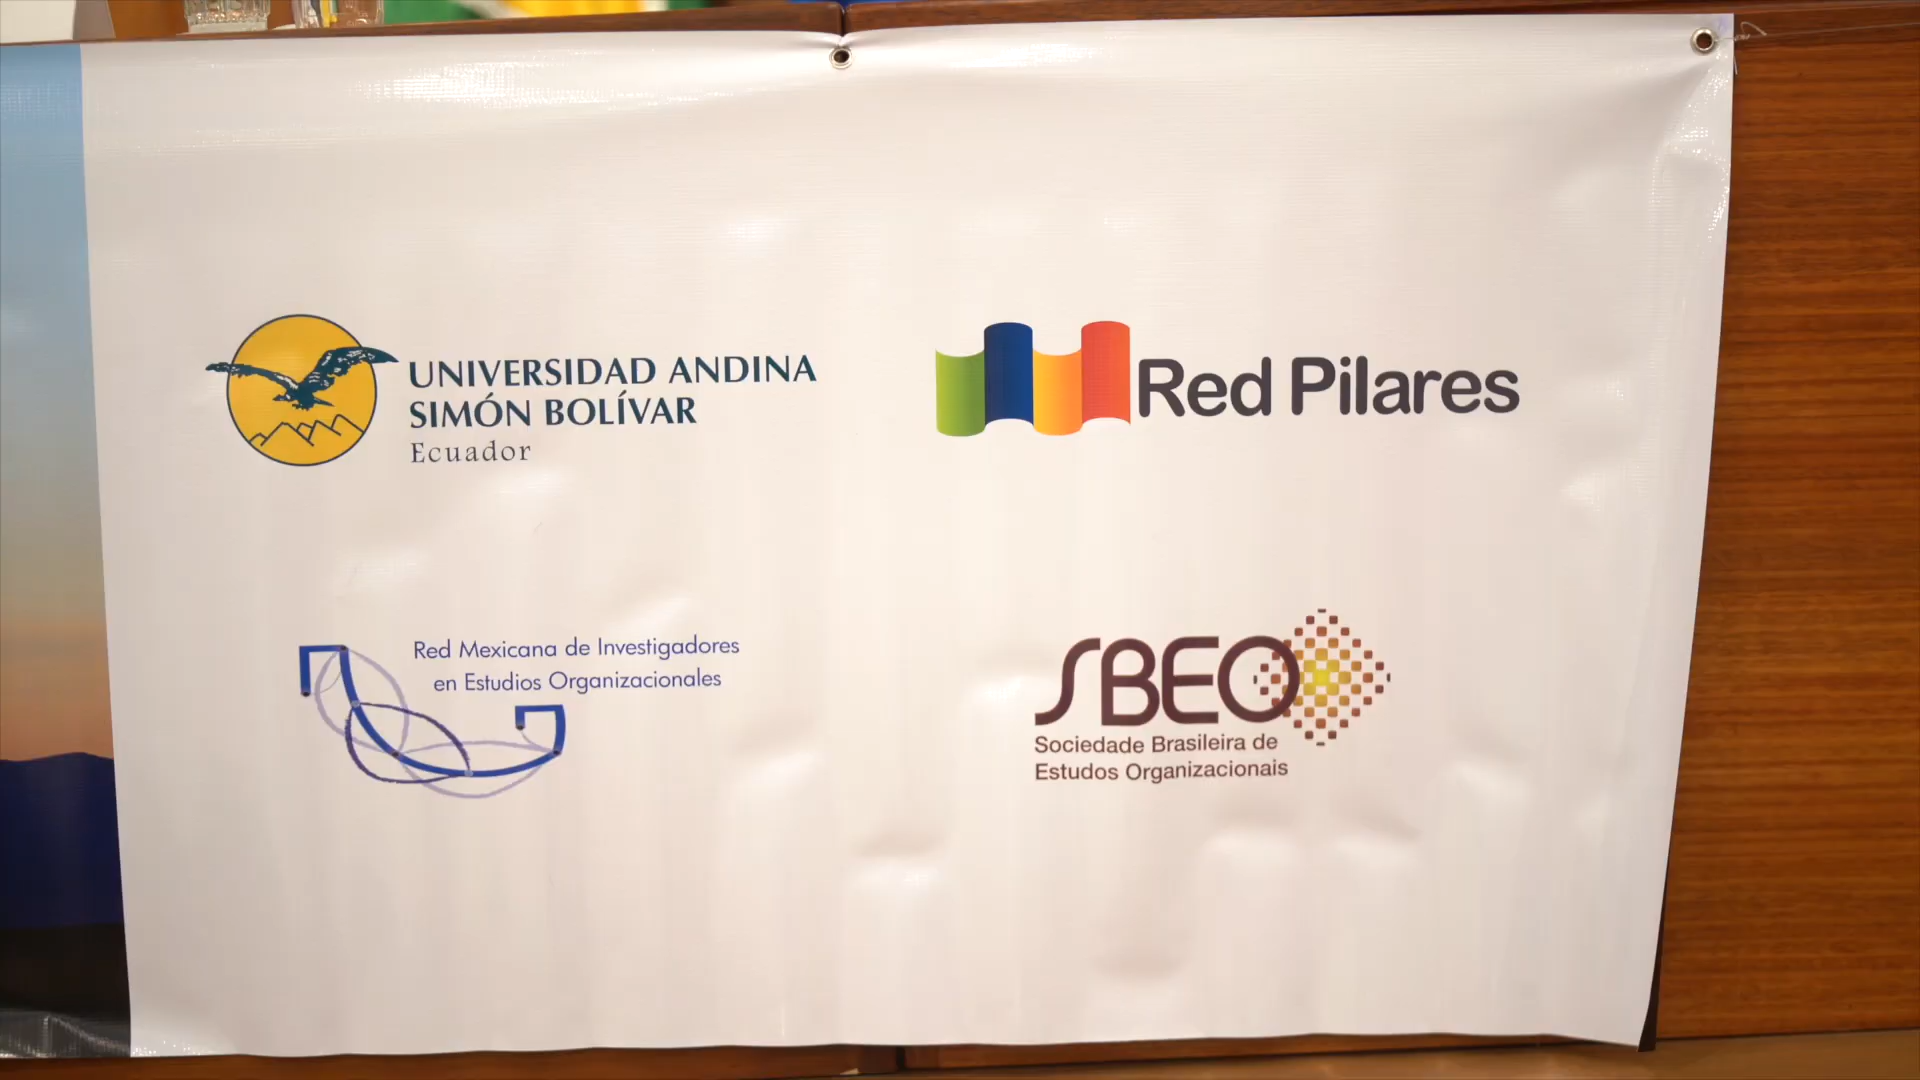 UNIVERSIDAD ANDINA
SIMÓN BOLÍVAR
Ecuador
Red Pilares
Red Mexicana de Investigadores
en Estudios Organizacionales
SBEO
Sociedade Brasileira de
Estudos Organizacionais